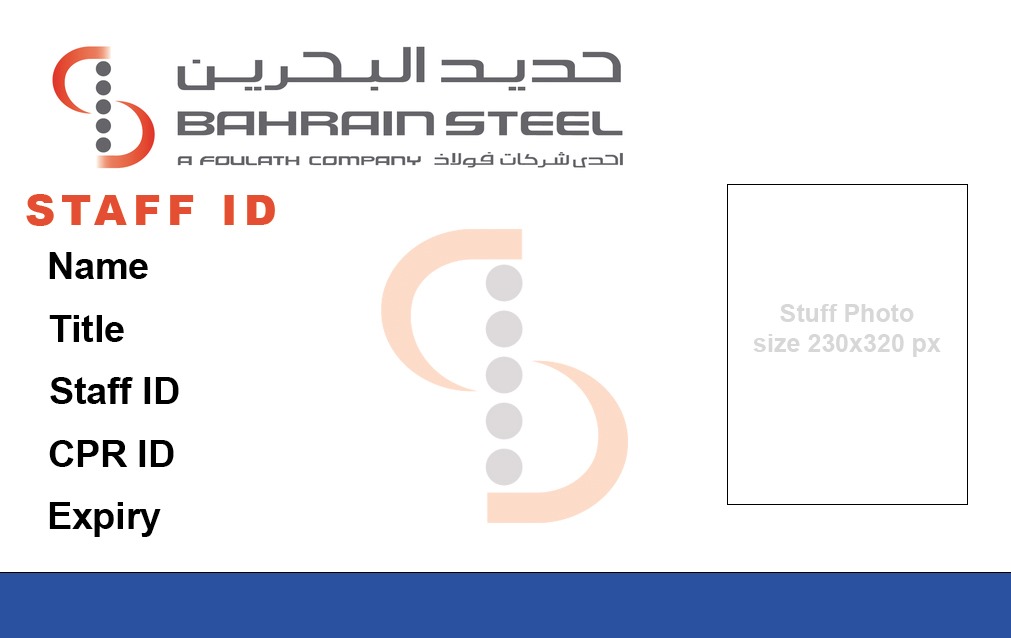 حديد البحرين
BAHRAIN STEEL
A FOULATH COMPANY احدى شركات فولاذ
STAFF ID
Name
Title
Staff ID
CPR ID
Expiry
Stuff Photo
size 230x320 px